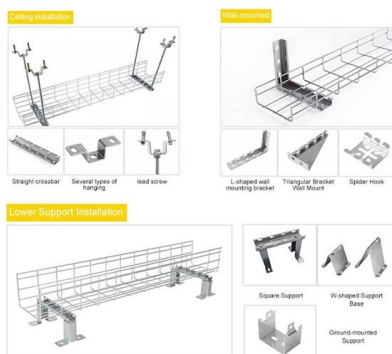 Ceiling installation
Wall mounted
Straight crossbar
Several types of
hanging
lead screw
L-shaped wall
mounting bracket
Triangular Bracket
Wall Mount
Spider Hook
Lower Support Installation
Square Support
W-shaped Support
Base
Ground-mounted
Support